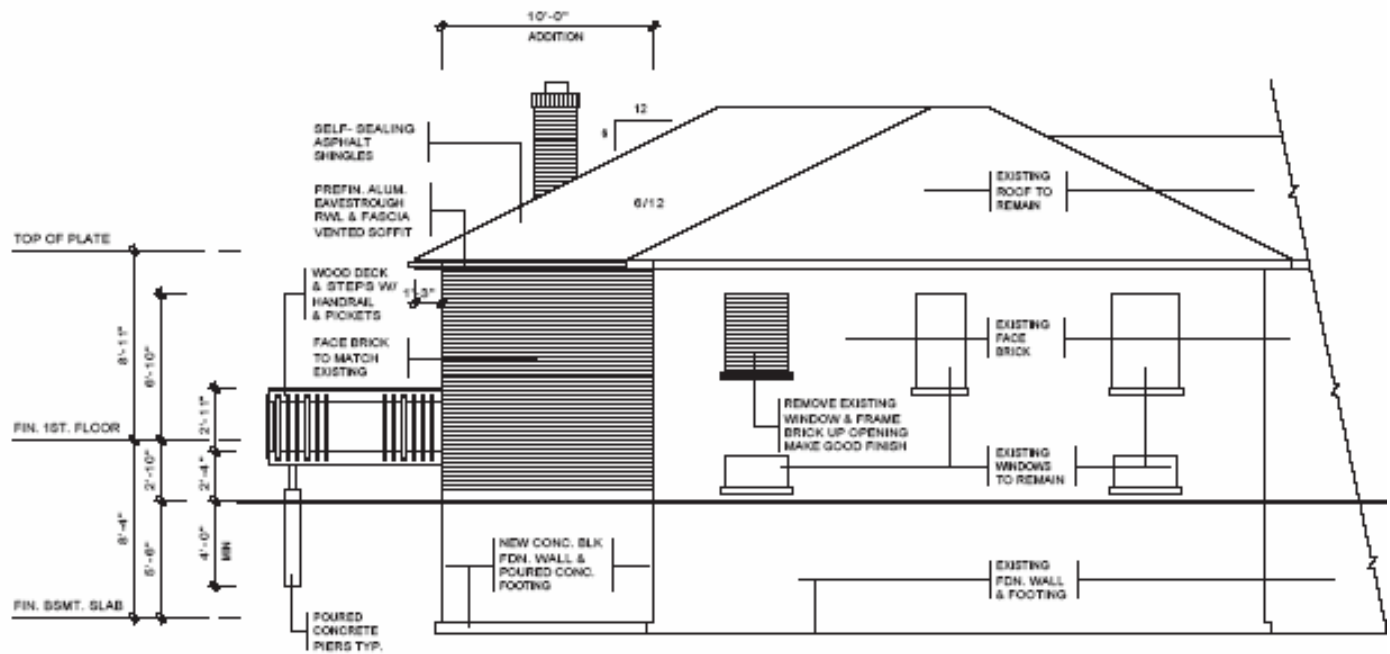 10'-0"
ADDITION
SELF- SEALING
ASPHALT
SHINGLES
12
6
PREFIN. ALUM.
EAVESTROUGH
RWL & FASCIA
VENTED SOFFIT
6/12
EXISTING
ROOF TO
REMAIN
TOP OF PLATE
WOOD DECK
& STEPS W/
HANDRAIL
& PICKETS
1'-3"
8'-11"
6'-10"
FACE BRICK
TO MATCH
EXISTING
EXISTING
FACE
BRICK
2'-11"
REMOVE EXISTING
WINDOW & FRAME
BRICK UP OPENING
MAKE GOOD FINISH
FIN. 1ST. FLOOR
2'-10"
2'-4"
EXISTING
WINDOWS
TO REMAIN
8'-4"
5'-6"
4'-0"
MIN
NEW CONC. BLK
FDN. WALL &
POURED CONC.
FOOTING
EXISTING
FDN. WALL
& FOOTING
FIN. BSMT. SLAB
POURED
CONCRETE
PIERS TYP.